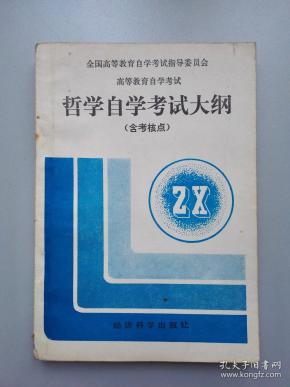 全国高等教育自学考试指导委员会
高等教育自学考试
哲学自学考试大纲
(含考核点)
ZX
经济科学出版社
孔夫子旧书网